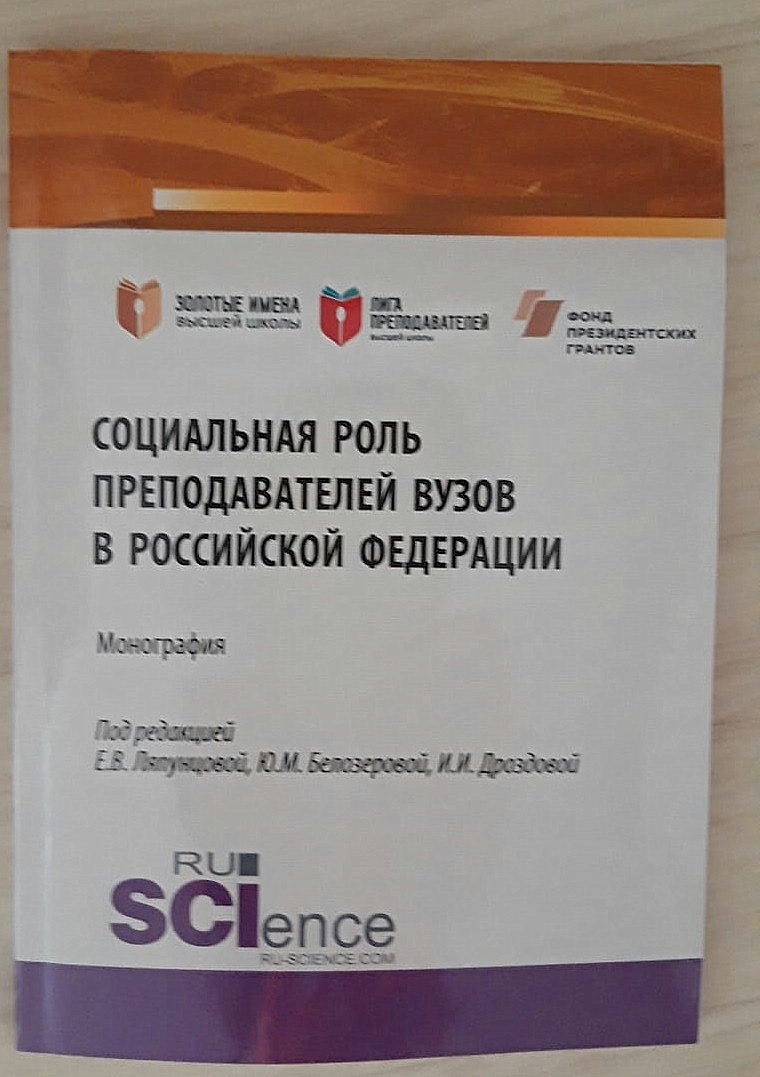 ЗОЛОТЫЕ ИМЕНА
ВЫСШЕЙ ШКОЛЫ
ЛИГА
ПРЕПОДАВАТЕЛЕЙ
ВЫСШЕЙ ШКОЛЫ
ФОНД
ПРЕЗИДЕНТСКИХ
ГРАНТОВ
СОЦИАЛЬНАЯ РОЛЬ
ПРЕПОДАВАТЕЛЕЙ ВУЗОВ
В РОССИЙСКОЙ ФЕДЕРАЦИИ
Монография
Под редакцией
Е.В. Ляпунцовой, Ю.М. Белозеровой, И.И. Дроздовой
RU
SCIence
RU-SCIENCE.COM